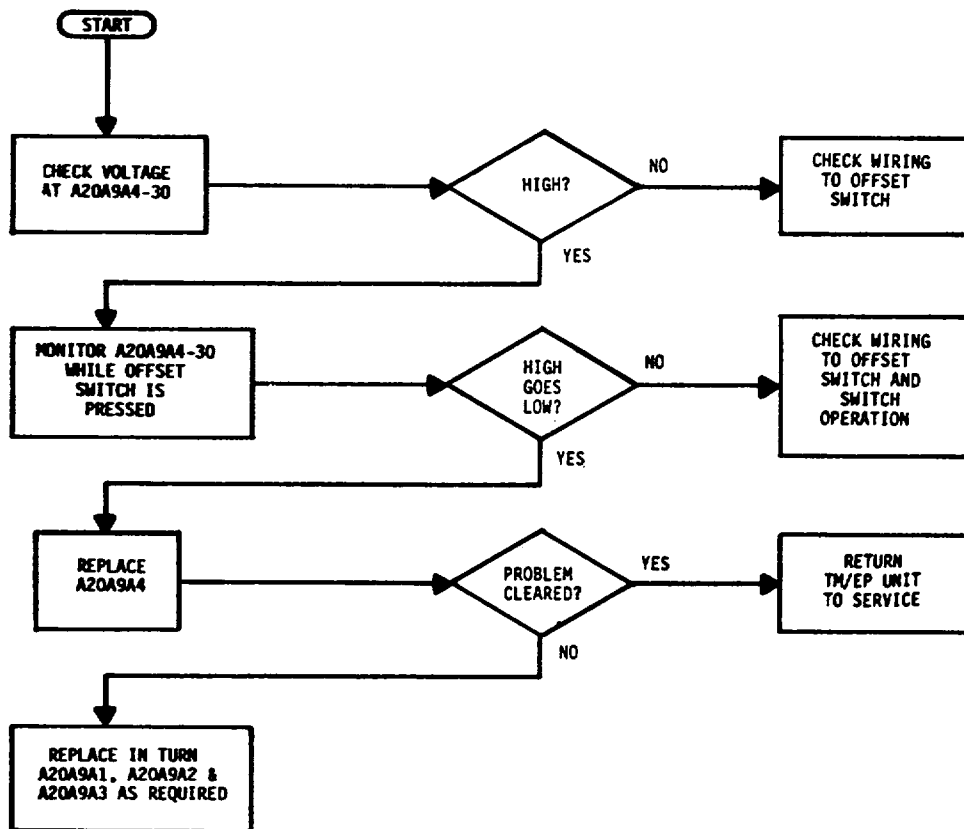 START
CHECK VOLTAGE
AT A20A9A4-30
HIGH?
NO
CHECK WIRING
TO OFFSET
SWITCH
YES
MONITOR A20A9A4-30
WHILE OFFSET
SWITCH IS
PRESSED
HIGH
GOES
LOW?
NO
CHECK WIRING
TO OFFSET
SWITCH AND
SWITCH
OPERATION
YES
REPLACE
A20A9A4
PROBLEM
CLEARED?
YES
RETURN
TM/EP UNIT
TO SERVICE
NO
REPLACE IN TURN
A20A9A1, A20A9A2 &
A20A9A3 AS REQUIRED